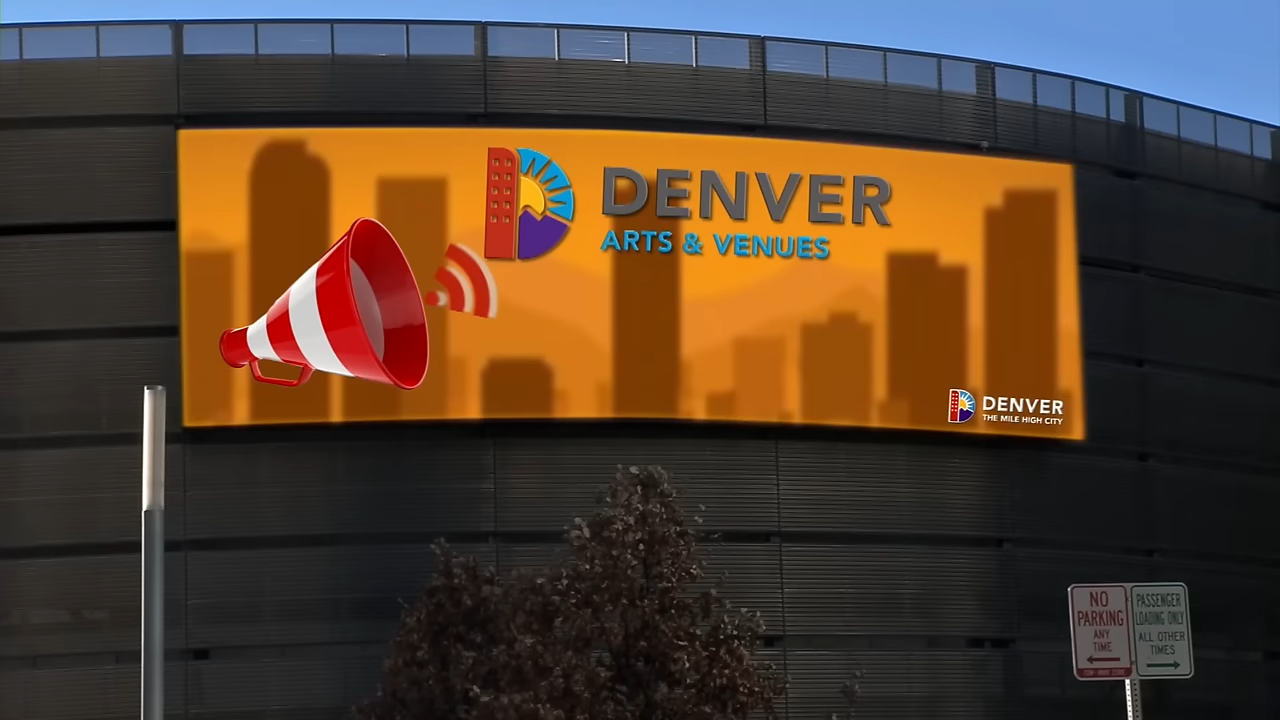 DENVER
ARTS & VENUES
DENVER
THE MILE HIGH CITY
NO
PARKING
ANY
TIME
PASSENGER
LOADING ONLY
ALL OTHER
TIMES